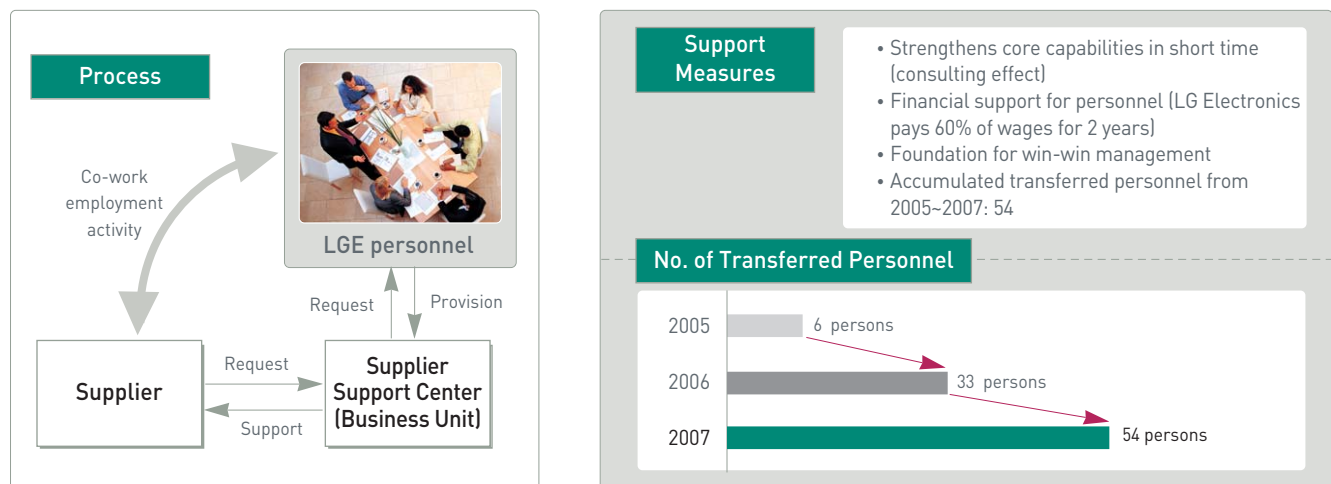 Process
Co-work
employment
activity
LGE personnel
Request
Provision
Supplier
Request
Support
Supplier
Support Center
(Business Unit)
Support
Measures
• Strengthens core capabilities in short time
(consulting effect)
• Financial support for personnel (LG Electronics
pays 60% of wages for 2 years)
• Foundation for win-win management
• Accumulated transferred personnel from
2005~2007: 54
No. of Transferred Personnel
2005
6 persons
2006
33 persons
2007
54 persons